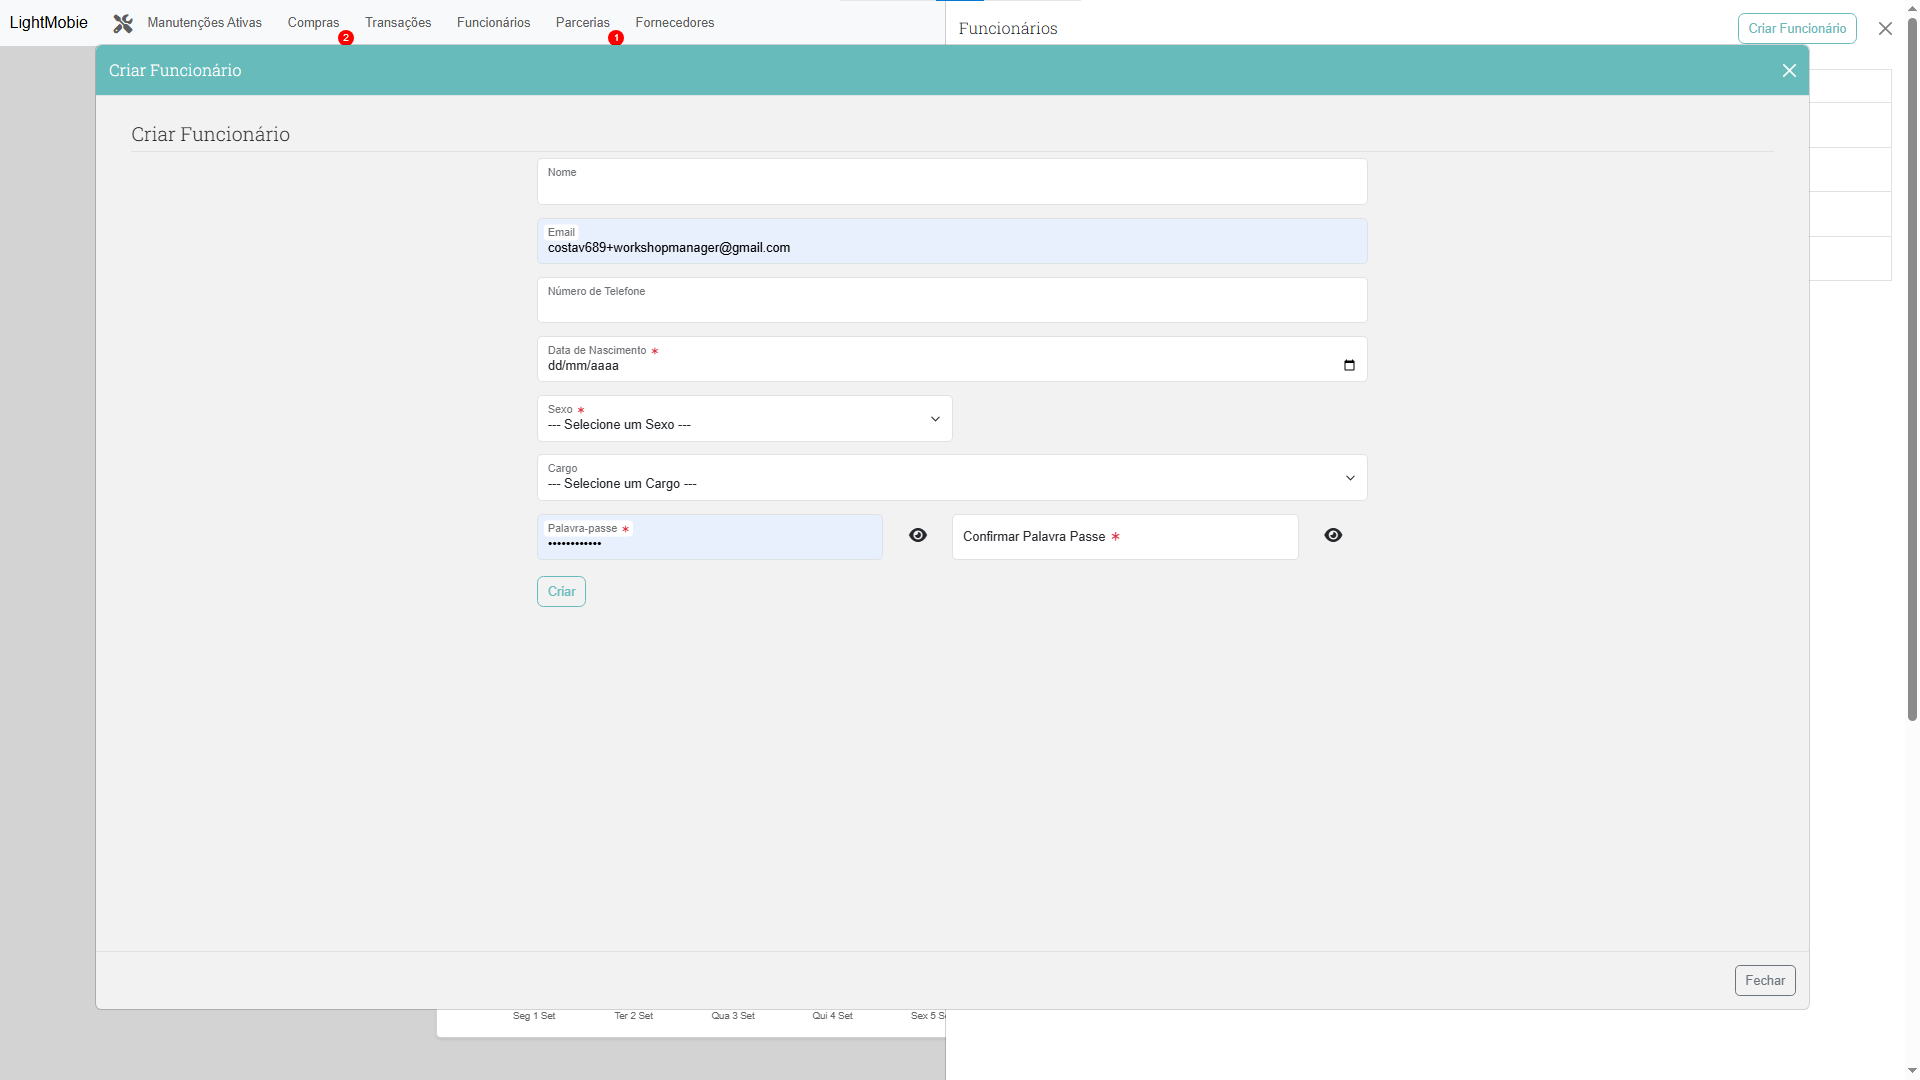 LightMobie
Manutenções Ativas
Compras
2
Transações
Funcionários
Parcerias
1
Fornecedores
Funcionários
Criar Funcionário
Criar Funcionário
Criar Funcionário
Nome
Email
costav689+workshopmanager@gmail.com
Número de Telefone
Data de Nascimento *
dd/mm/aaaa
Sexo *
--- Selecione um Sexo ---
Cargo
--- Selecione um Cargo ---
Palavra-passe *
••••••••••••
Confirmar Palavra Passe *
Criar
Fechar
Seg 1 Set
Ter 2 Set
Qua 3 Set
Qui 4 Set
Sex 5 S